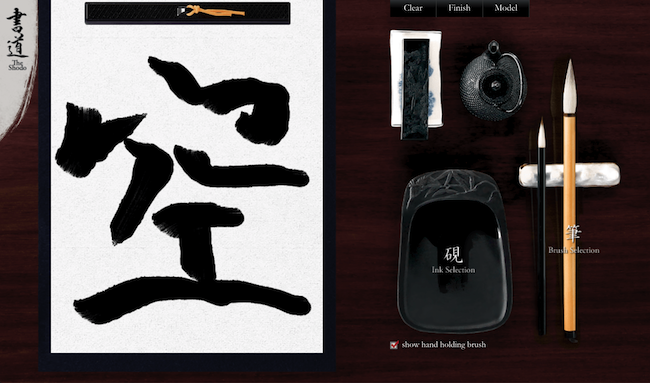 書道
The
Shodo
Clear
Finish
Model
空
硯
Ink Selection
筆
Brush Selection
show hand holding brush